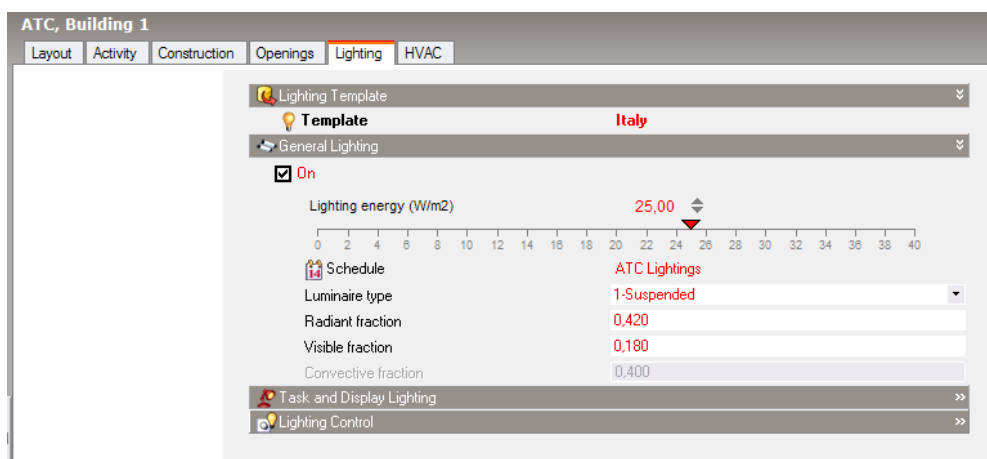 ATC, Building 1
Layout Activity Construction Openings Lighting HVAC
Lighting Template
Template Italy
General Lighting
On
Lighting energy (W/m2) 25,00
0 2 4 6 8 10 12 14 16 18 20 22 24 26 28 30 32 34 36 38 40
14 Schedule ATC Lightings
Luminaire type 1-Suspended
Radiant fraction 0,420
Visible fraction 0,180
Convective fraction 0,400
Task and Display Lighting
Lighting Control